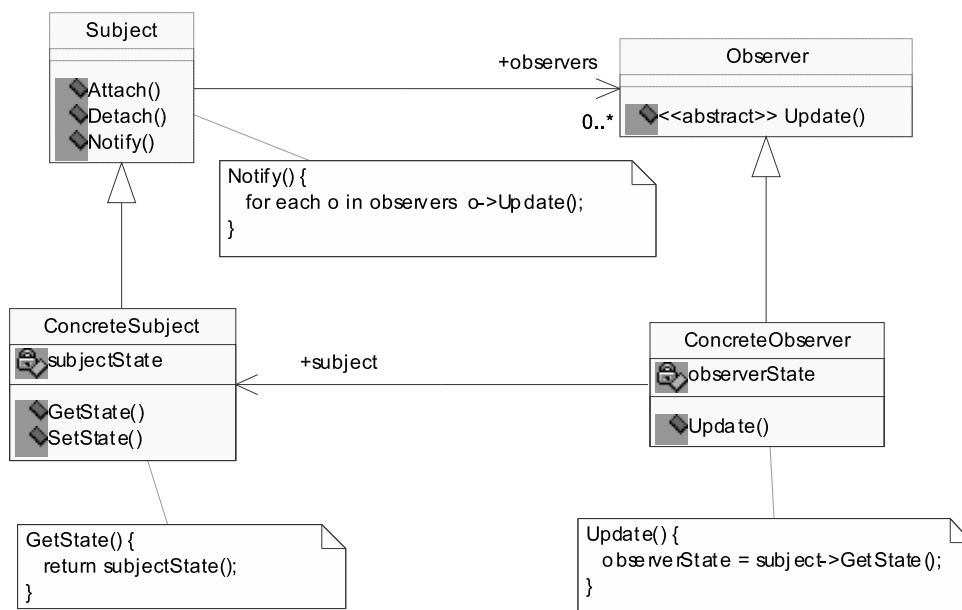 Subject
Attach()
Detach()
Notify()
+observers
0..*
Observer
<<abstract>> Update()
Notify() {
for each o in observers o->Update();
}
ConcreteSubject
subjectState
GetState()
SetState()
+subject
ConcreteObserver
observerState
Update()
GetState() {
return subjectState();
}
Update() {
observerState = subject->GetState();
}